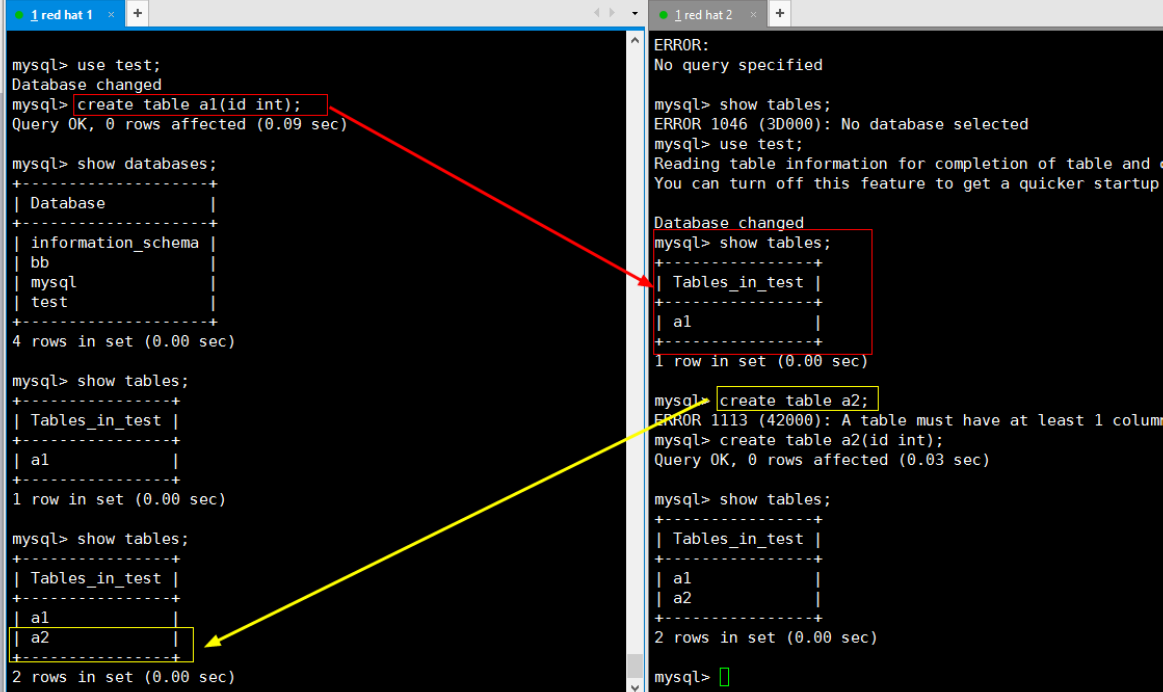 1 red hat 1 × +
mysql> use test;
Database changed
mysql> create table a1(id int);
Query OK, 0 rows affected (0.09 sec)
mysql> show databases;
+--------------------+
| Database           |
+--------------------+
| information_schema |
| bb                 |
| mysql              |
| test               |
+--------------------+
4 rows in set (0.00 sec)
mysql> show tables;
+----------------+
| Tables_in_test |
+----------------+
| a1             |
+----------------+
1 row in set (0.00 sec)
mysql> show tables;
+----------------+
| Tables_in_test |
+----------------+
| a1             |
| a2             |
+----------------+
2 rows in set (0.00 sec)
1 red hat 2 × +
ERROR:
No query specified
mysql> show tables;
ERROR 1046 (3D000): No database selected
mysql> use test;
Reading table information for completion of table and
You can turn off this feature to get a quicker startup
Database changed
mysql> show tables;
+----------------+
| Tables_in_test |
+----------------+
| a1             |
+----------------+
1 row in set (0.00 sec)
mysql> create table a2;
ERROR 1113 (42000): A table must have at least 1 colum
mysql> create table a2(id int);
Query OK, 0 rows affected (0.03 sec)
mysql> show tables;
+----------------+
| Tables_in_test |
+----------------+
| a1             |
| a2             |
+----------------+
2 rows in set (0.00 sec)
mysql>